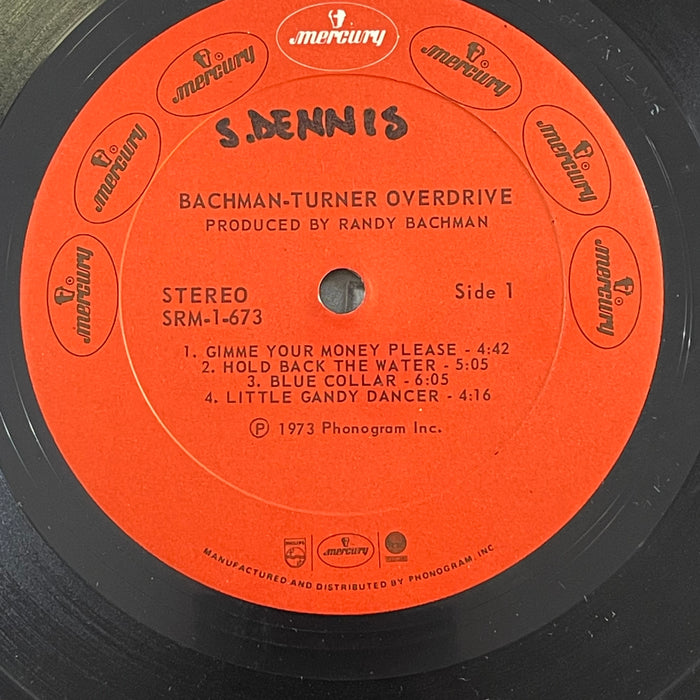 mercury
mercury
mercury
mercury
mercury
mercury
mercury
S. DENNIS
BACHMAN-TURNER OVERDRIVE
PRODUCED BY RANDY BACHMAN
STEREO
SRM-1-673
Side 1
1. GIMME YOUR MONEY PLEASE - 4:42
2. HOLD BACK THE WATER - 5:05
3. BLUE COLLAR - 6:05
4. LITTLE GANDY DANCER - 4:16
Ⓟ 1973 Phonogram Inc.
PHILIPS
mercury
MANUFACTURED AND DISTRIBUTED BY PHONOGRAM, INC.